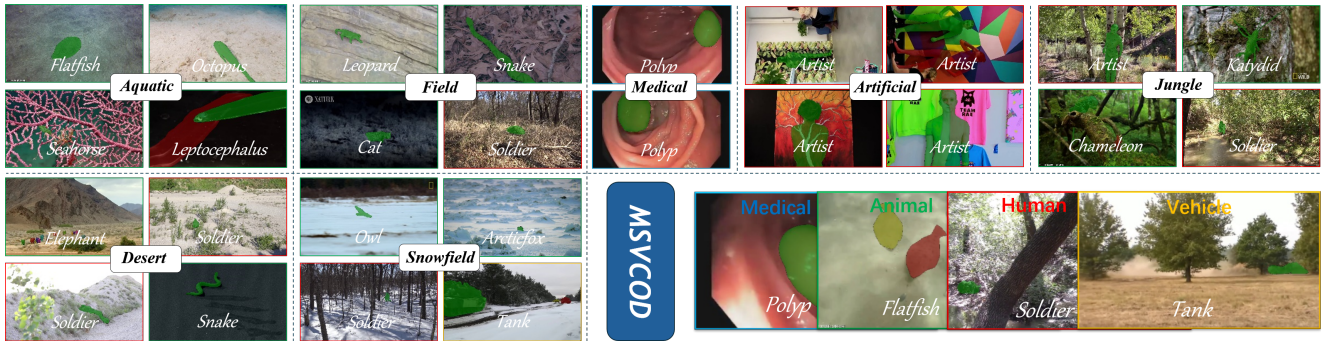 Flatfish
Octopus
Aquatic
Seahorse
Leptocephalus
Leopard
Snake
Field
Cat
Soldier
Polyp
Medical
Polyp
Artist
Artist
Artificial
Artist
Artist
TEAM
Artist
Katydid
Jungle
Chameleon
Soldier
Elephant
Soldier
Desert
Soldier
Snake
Owl
Arcticfox
Snowfield
Soldier
Tank
MSVCOD
Medical
Polyp
Animal
Flatfish
Human
Soldier
Vehicle
Tank